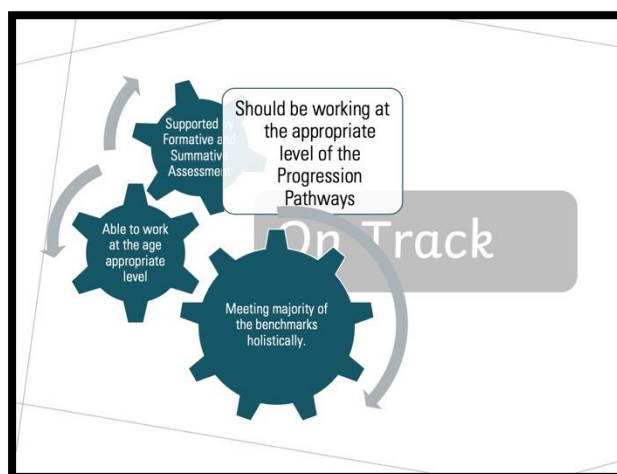 Supported by
Formative and
Summative
Assessment
Should be working at
the appropriate
level of the
Progression
Pathways
On Track
Able to work
at the age
appropriate
level
Meeting majority of
the benchmarks
holistically.